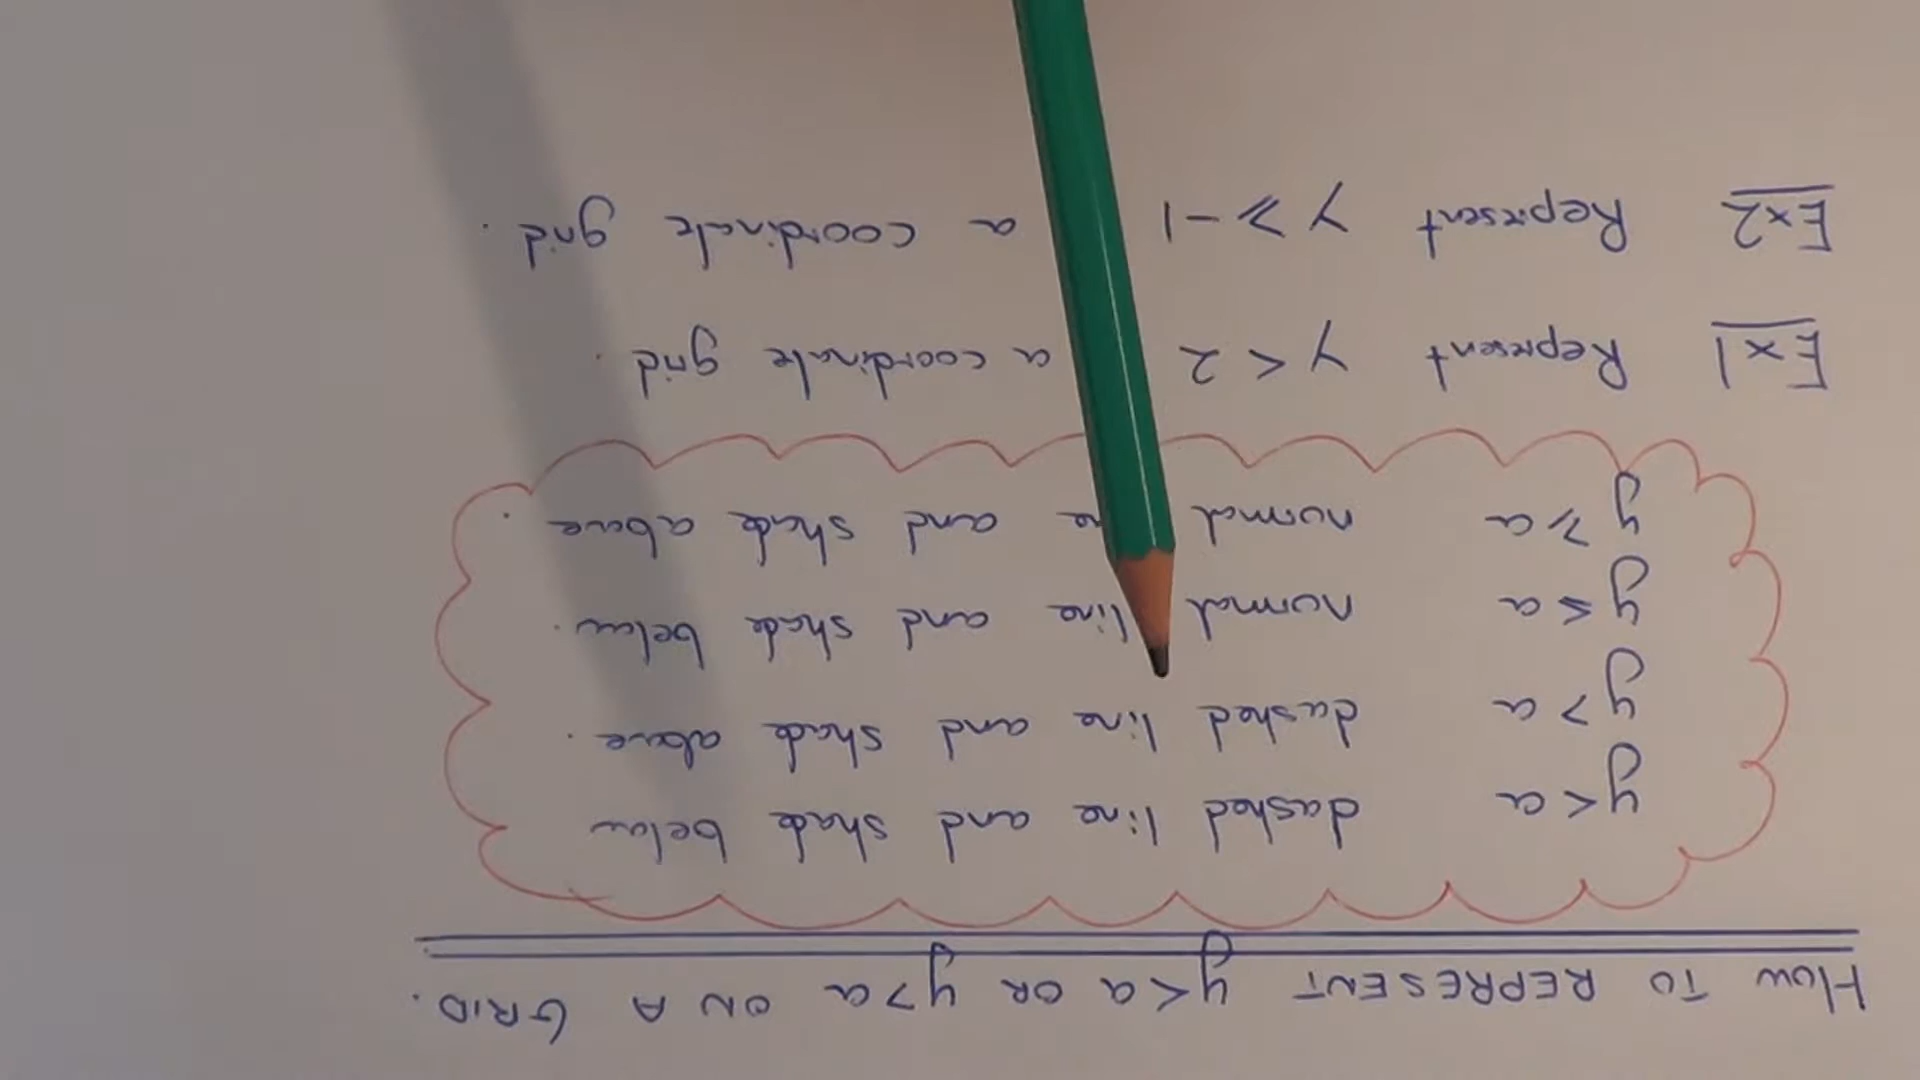 HOW TO REPRESENT y<a OR y>a ON A GRID.
y < a dashed line and shade below
y > a dashed line and shade above.
y ≤ a normal line and shade below.
y ≥ a normal and shade above.
Ex1 Represent y < 2 a coordinate grid.
Ex2 Represent y ≥ -1 a coordinate grid.